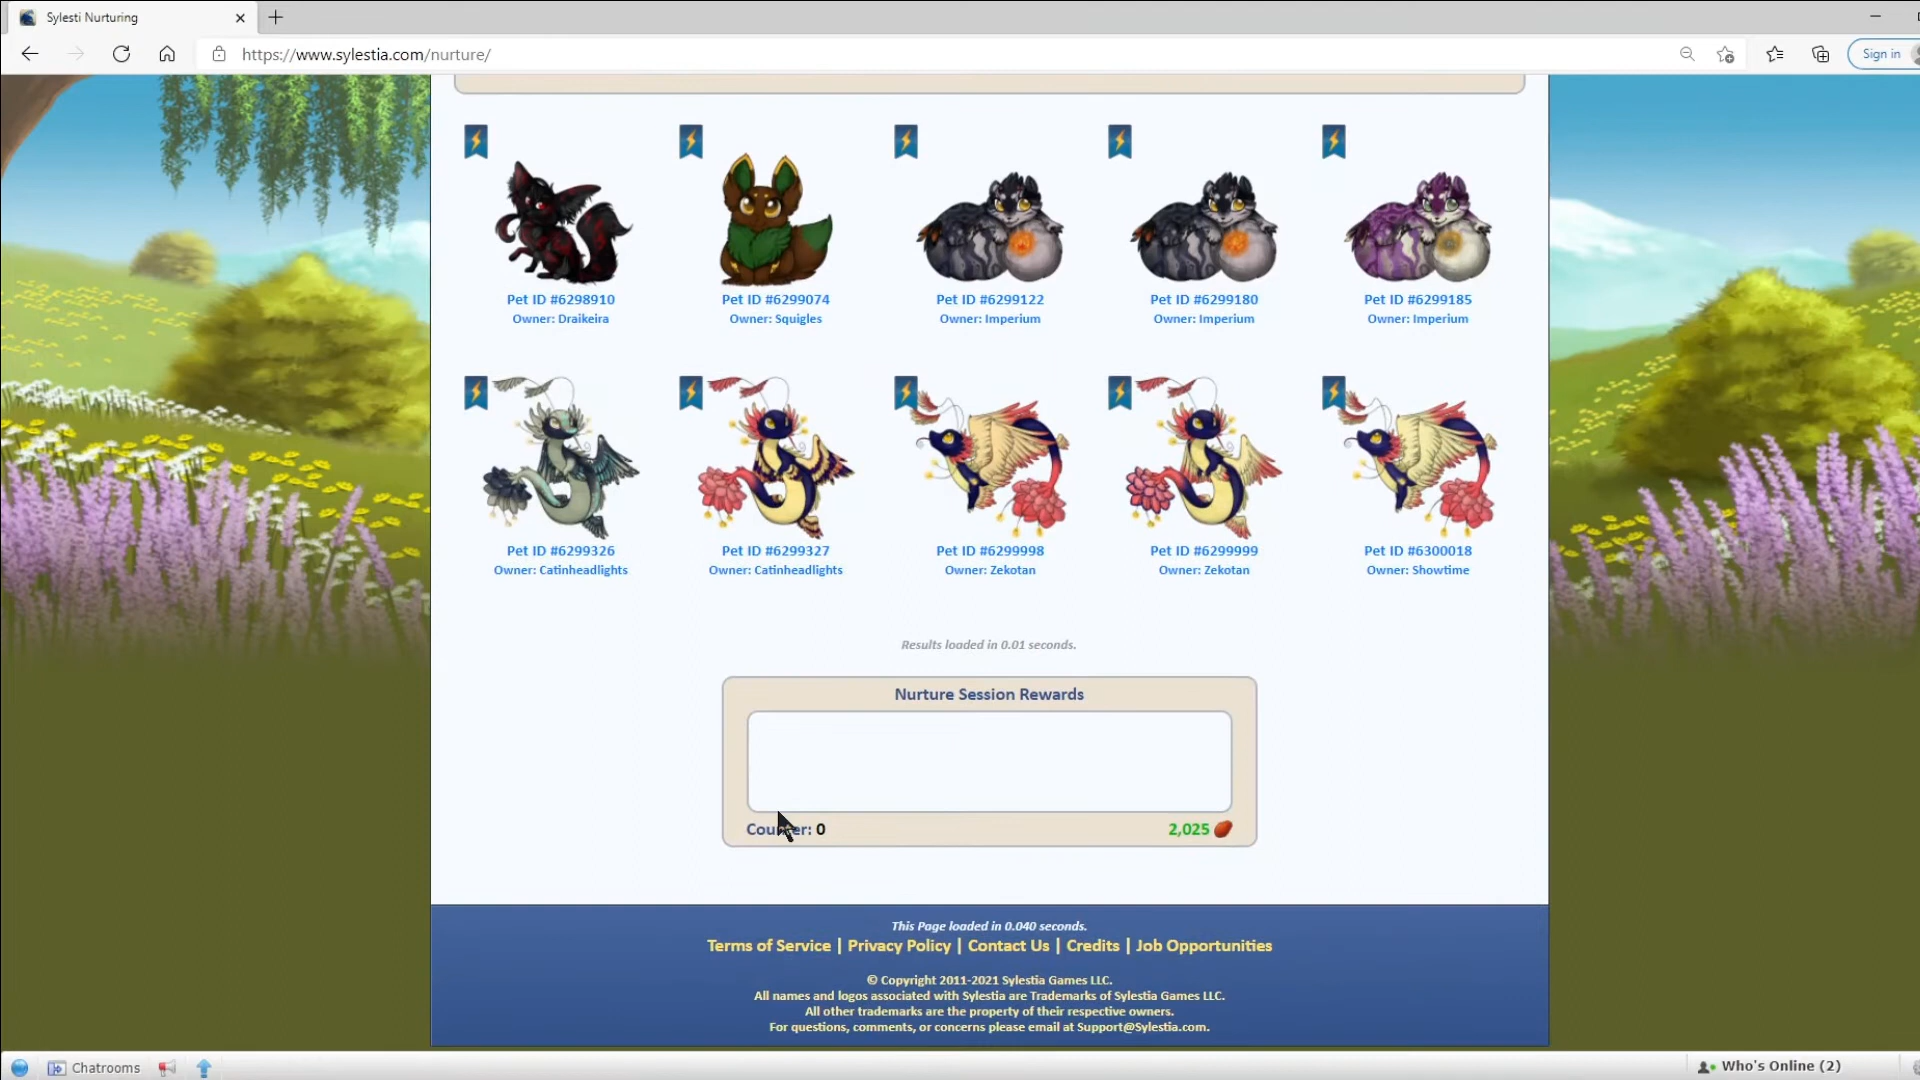 Sylesti Nurturing
https://www.sylestia.com/nurture/
Sign in
Pet ID #6298910
Owner: Draikeira
Pet ID #6299074
Owner: Squigles
Pet ID #6299122
Owner: Imperium
Pet ID #6299180
Owner: Imperium
Pet ID #6299185
Owner: Imperium
Pet ID #6299326
Owner: Catinheadlights
Pet ID #6299327
Owner: Catinheadlights
Pet ID #6299998
Owner: Zekotan
Pet ID #6299999
Owner: Zekotan
Pet ID #6300018
Owner: Showtime
Results loaded in 0.01 seconds.
Nurture Session Rewards
Counter: 0
2,025
This Page loaded in 0.040 seconds.
Terms of Service | Privacy Policy | Contact Us | Credits | Job Opportunities
© Copyright 2011-2021 Sylestia Games LLC.
All names and logos associated with Sylestia are Trademarks of Sylestia Games LLC.
All other trademarks are the property of their respective owners.
For questions, comments, or concerns please email at Support@Sylestia.com.
Chatrooms
Who's Online (2)